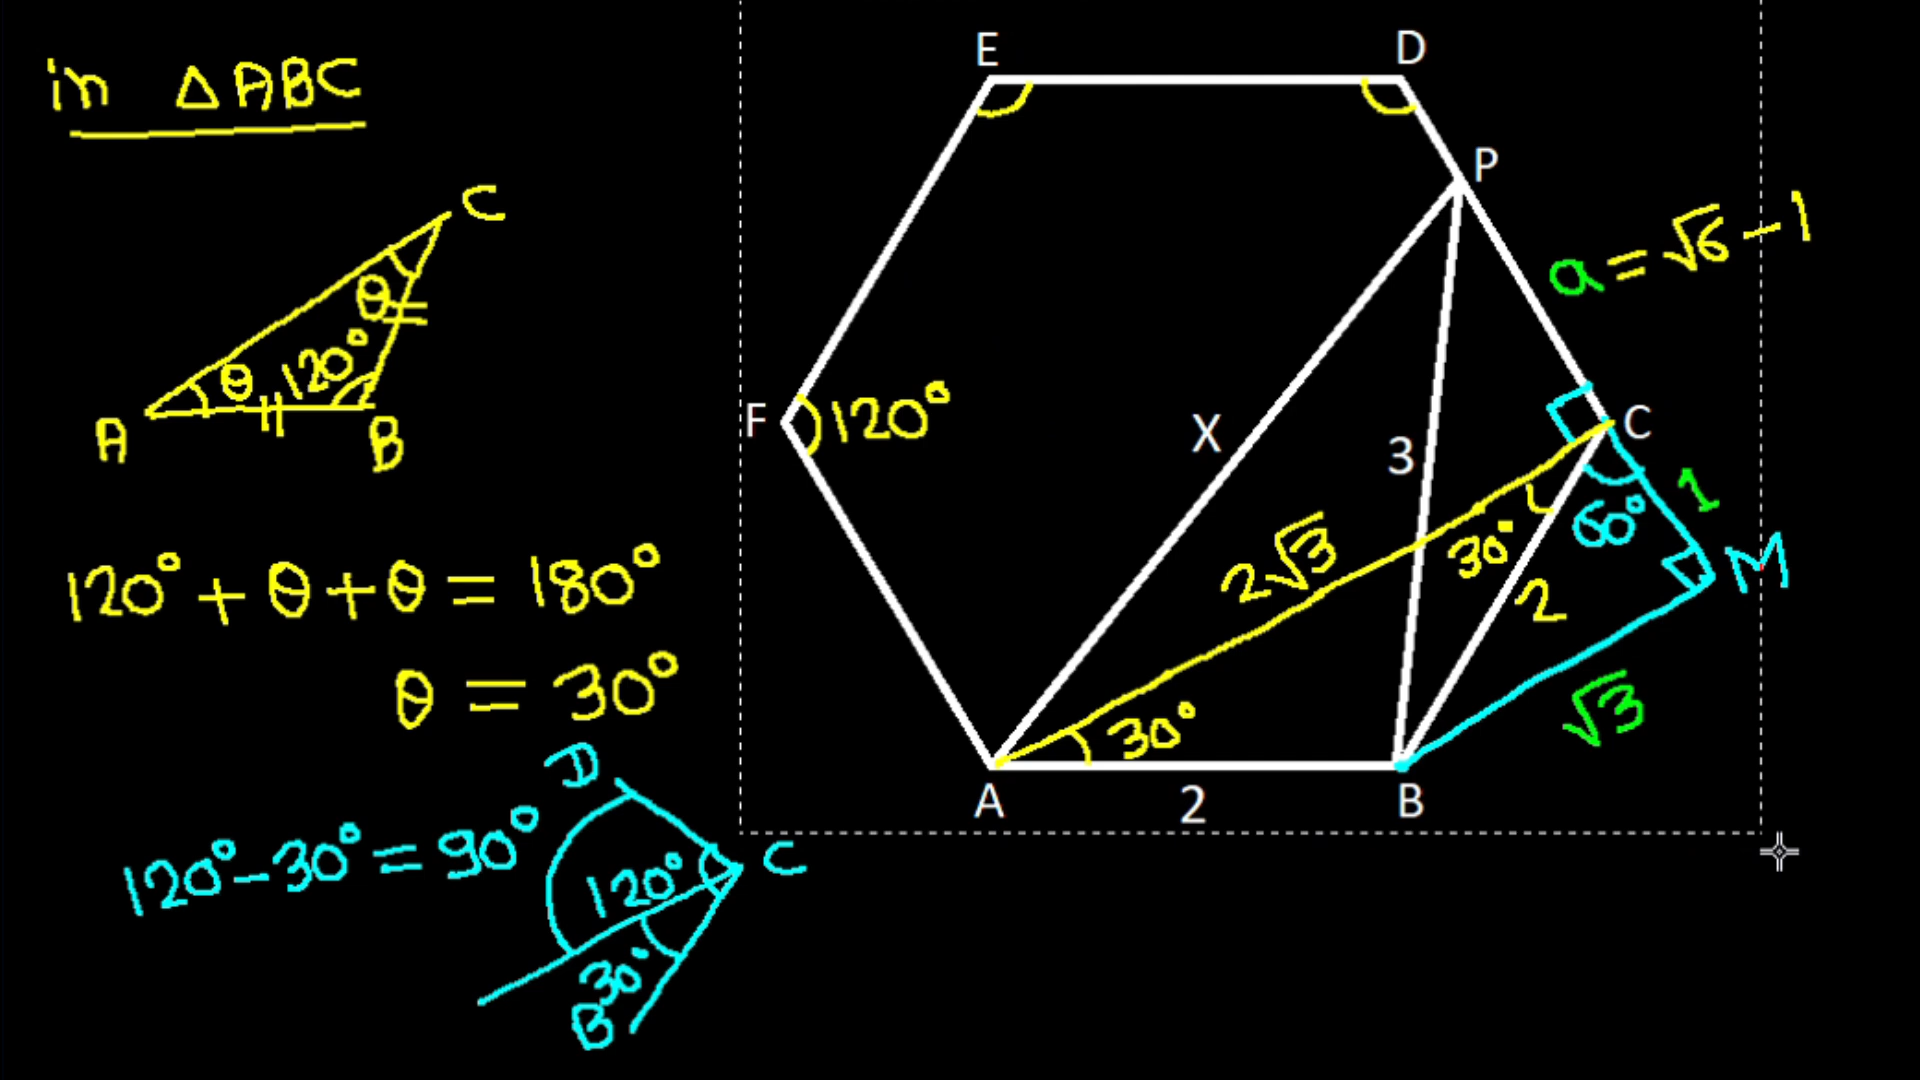 in △ABC
C
θ
θ 120°
A B
120° + θ + θ = 180°
θ = 30°
120° - 30° = 90°
D
120° C
30°
B
E D
P
a = √6 - 1
F 120°
X
3
C
1
60°
M
2√3
30°
2
√3
30°
A 2 B